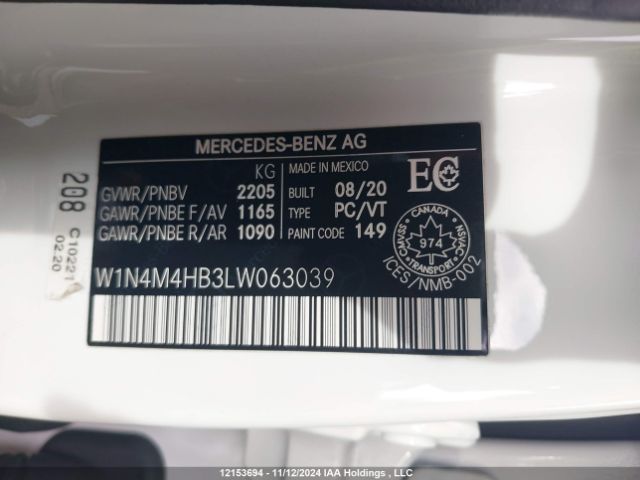 MERCEDES-BENZ AG
KG
GVWR/PNBV 2205
GAWR/PNBE F/AV 1165
GAWR/PNBE R/AR 1090
MADE IN MEXICO
BUILT 08/20
TYPE PC/VT
PAINT CODE 149
EC
CANADA
CMVSS 974 NSVAC
TRANSPORT
ICES/NMB-002
W1N4M4HB3LW063039
208
C10221
02.20
12153694 - 11/12/2024 IAA Holdings , LLC